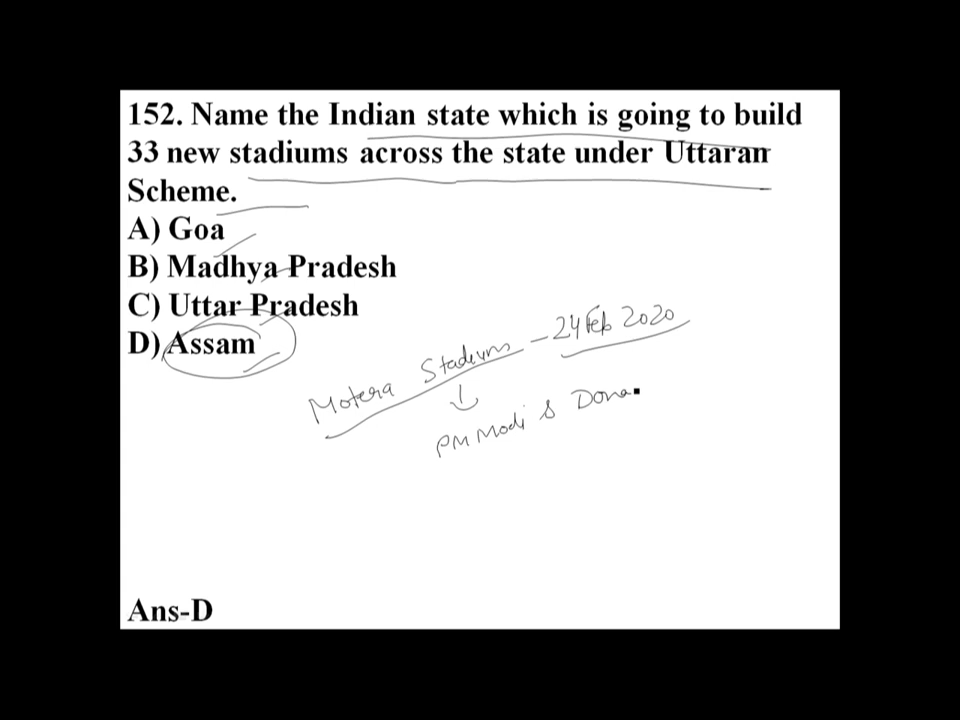 152. Name the Indian state which is going to build
33 new stadiums across the state under Uttaran
Scheme.
A) Goa
B) Madhya Pradesh
C) Uttar Pradesh
D) Assam
Motera Stadium - 24 Feb 2020
PM Modi & Dona
Ans-D